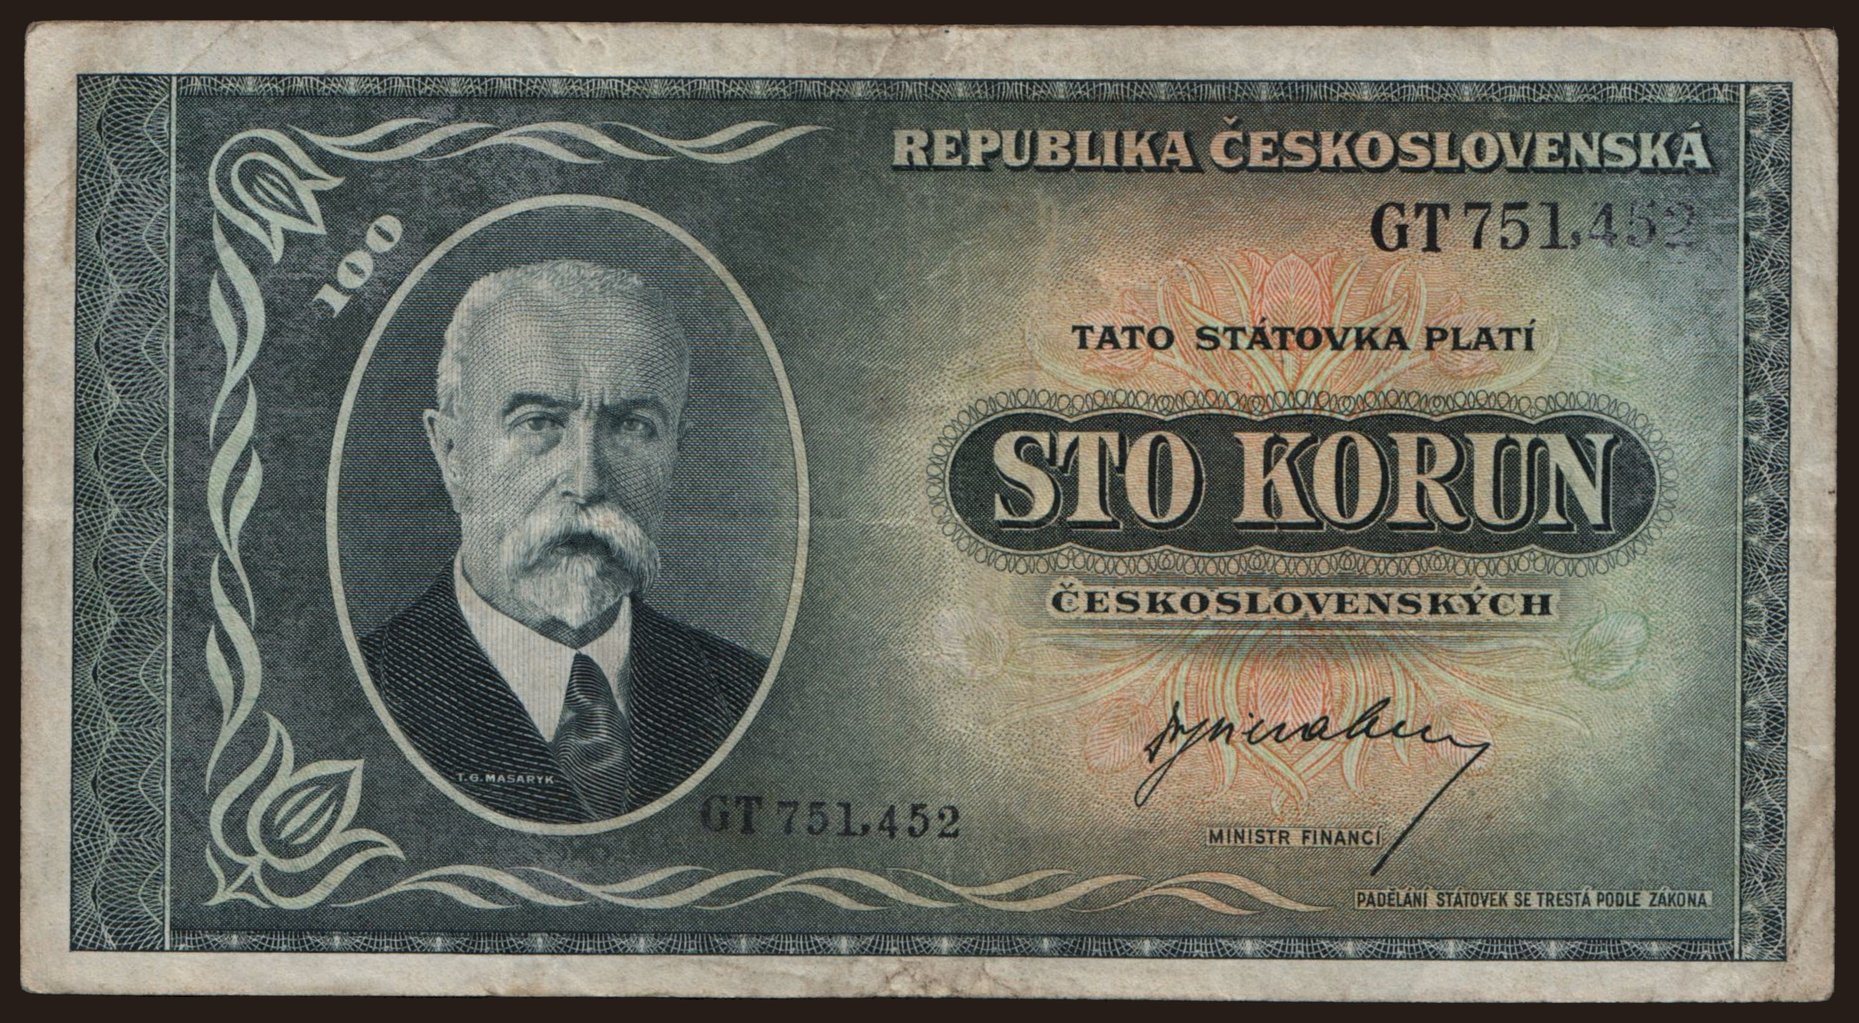 REPUBLIKA ČESKOSLOVENSKÁ
GT 751,452
100
TATO STÁTOVKA PLATÍ
STO KORUN
ČESKOSLOVENSKÝCH
T. G. MASARYK
GT 751,452
MINISTR FINANCÍ
PADĚLÁNÍ STÁTOVEK SE TRESTÁ PODLE ZÁKONA